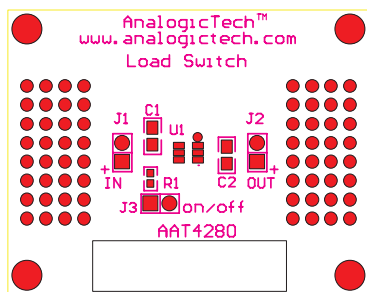 AnalogicTech™
www.analogictech.com
Load Switch
J1 C1 U1 J2
+ +
IN R1 C2 OUT
J3 on/off
AAT4280